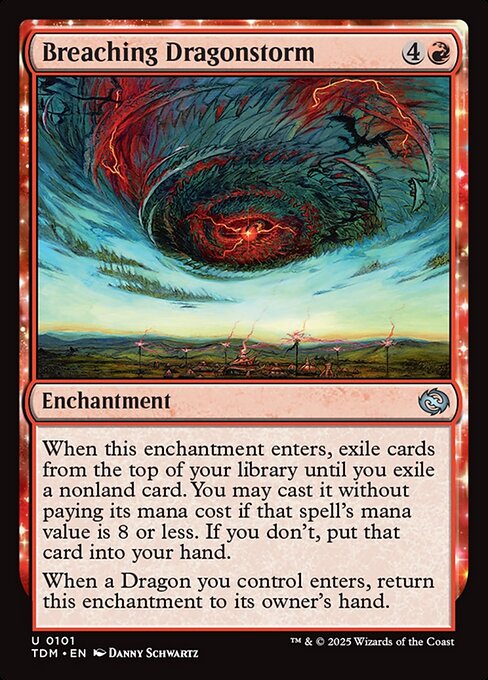 Breaching Dragonstorm 4
Enchantment
When this enchantment enters, exile cards
from the top of your library until you exile
a nonland card. You may cast it without
paying its mana cost if that spell's mana
value is 8 or less. If you don't, put that
card into your hand.
When a Dragon you control enters, return
this enchantment to its owner's hand.
U 0101
TDM • EN Danny Schwartz
™ & © 2025 Wizards of the Coast